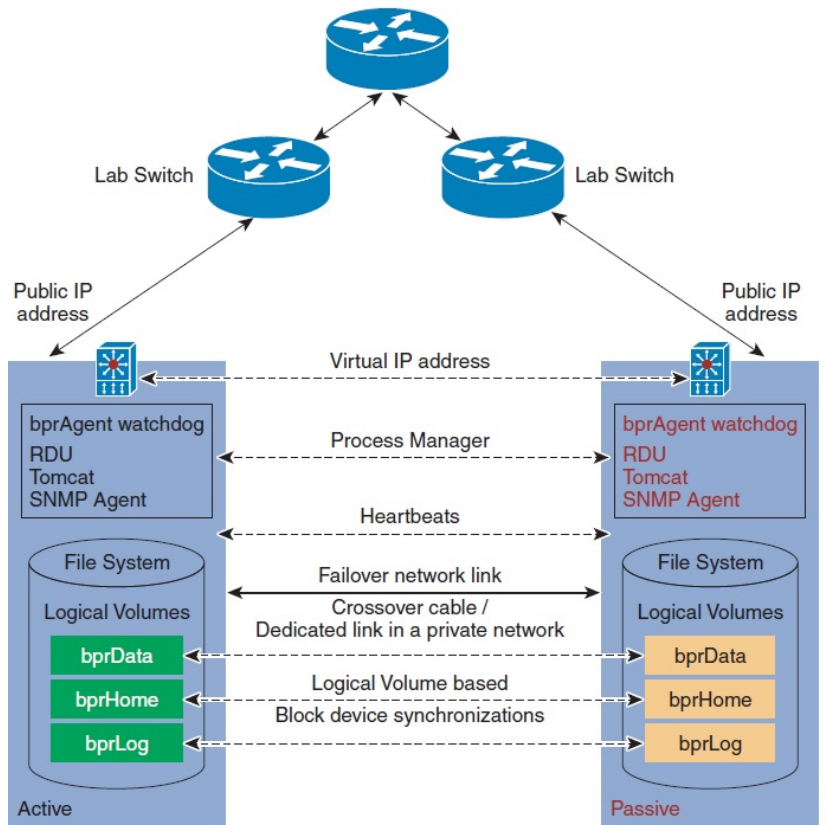 Lab Switch
Lab Switch
Public IP
address
Public IP
address
Virtual IP address
bprAgent watchdog
RDU
Tomcat
SNMP Agent
Process Manager
bprAgent watchdog
RDU
Tomcat
SNMP Agent
Heartbeats
File System
Logical Volumes
bprData
bprHome
bprLog
Failover network link
Crossover cable /
Dedicated link in a private network
Logical Volume based
Block device synchronizations
File System
Logical Volumes
bprData
bprHome
bprLog
Active
Passive